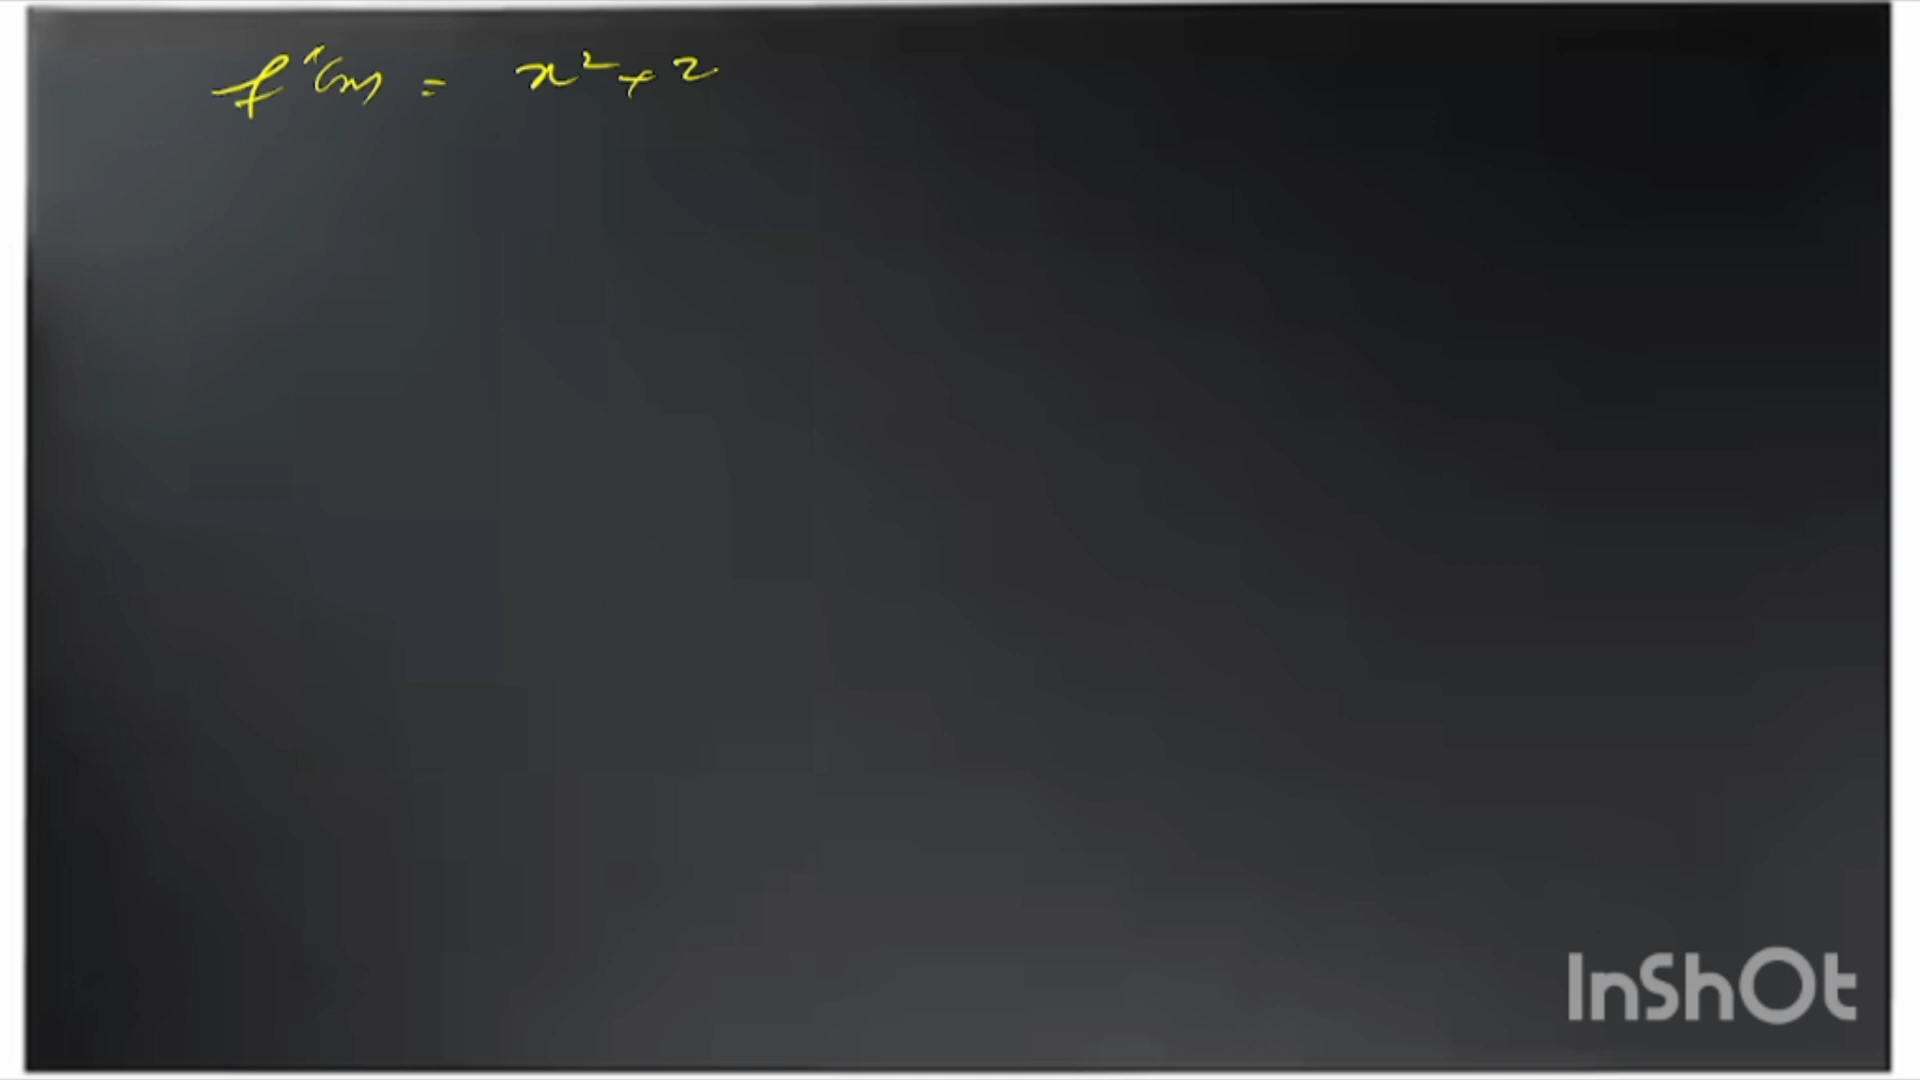 f'(x) = x² + 2
InShOt